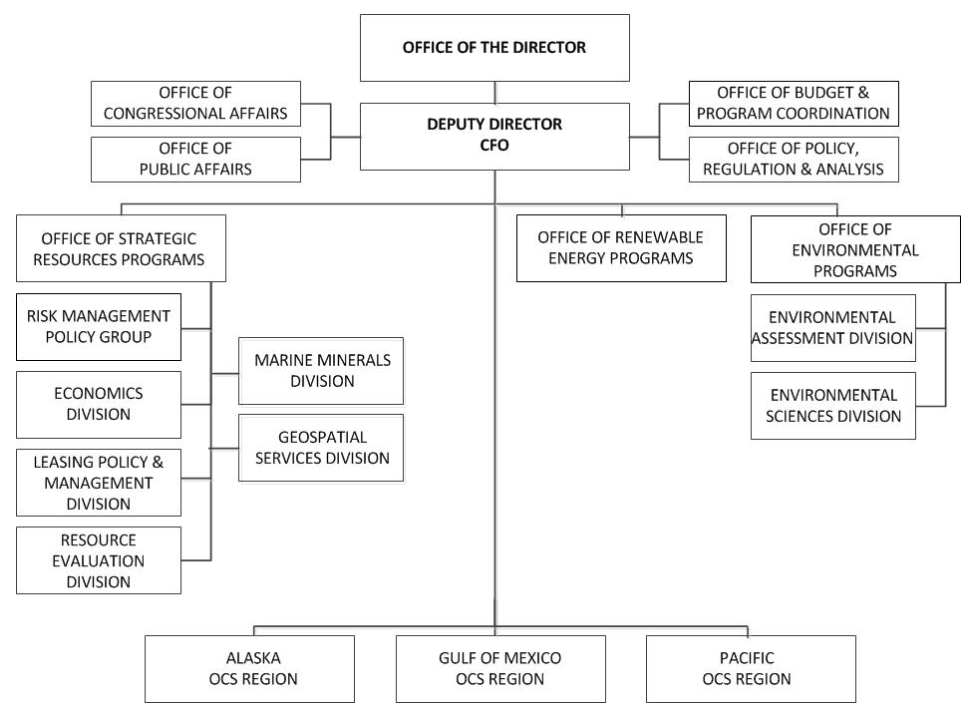 OFFICE OF THE DIRECTOR
OFFICE OF
CONGRESSIONAL AFFAIRS
DEPUTY DIRECTOR
CFO
OFFICE OF BUDGET &
PROGRAM COORDINATION
OFFICE OF
PUBLIC AFFAIRS
OFFICE OF POLICY,
REGULATION & ANALYSIS
OFFICE OF STRATEGIC
RESOURCES PROGRAMS
OFFICE OF RENEWABLE
ENERGY PROGRAMS
OFFICE OF
ENVIRONMENTAL
PROGRAMS
RISK MANAGEMENT
POLICY GROUP
ECONOMICS
DIVISION
LEASING POLICY &
MANAGEMENT
DIVISION
RESOURCE
EVALUATION
DIVISION
MARINE MINERALS
DIVISION
GEOSPATIAL
SERVICES DIVISION
ENVIRONMENTAL
ASSESSMENT DIVISION
ENVIRONMENTAL
SCIENCES DIVISION
ALASKA
OCS REGION
GULF OF MEXICO
OCS REGION
PACIFIC
OCS REGION